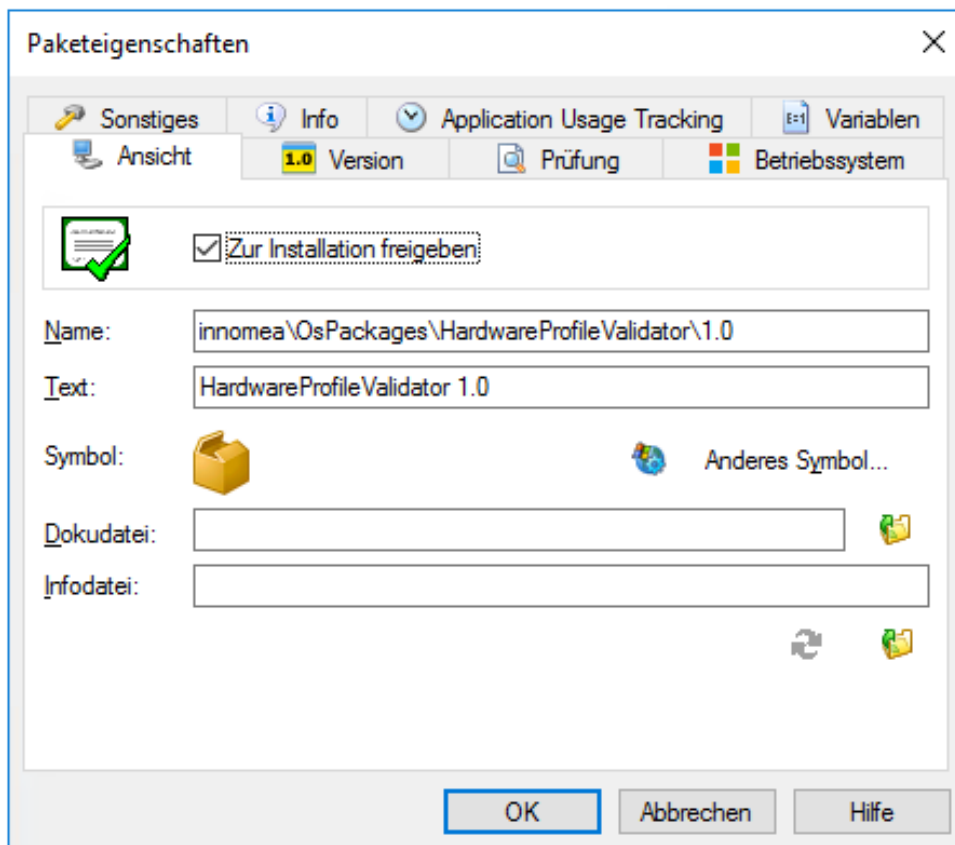 Paketeigenschaften
Sonstiges Info Application Usage Tracking E=1 Variablen
Ansicht 1.0 Version Prüfung Betriebssystem
Zur Installation freigeben
Name: innomea\OsPackages\HardwareProfileValidator\1.0
Text: HardwareProfileValidator 1.0
Symbol: Anderes Symbol...
Dokudatei:
Infodatei:
OK Abbrechen Hilfe